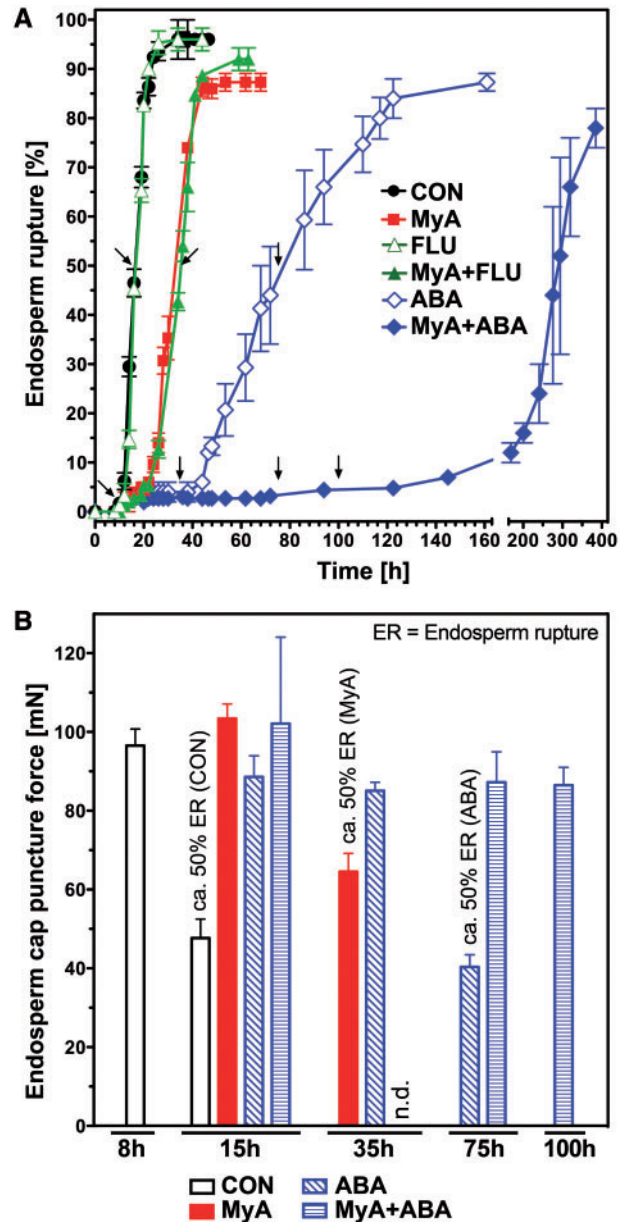 A
Endosperm rupture [%]
100
90
80
70
60
50
40
30
20
10
0
CON
MyA
FLU
MyA+FLU
ABA
MyA+ABA
0 20 40 60 80 100 120 140 160 200 300 400
Time [h]
B
ER = Endosperm rupture
Endosperm cap puncture force [mN]
120
100
80
60
40
20
0
ca. 50% ER (CON)
ca. 50% ER (MyA)
n.d.
ca. 50% ER (ABA)
8h 15h 35h 75h 100h
CON ABA
MyA MyA+ABA